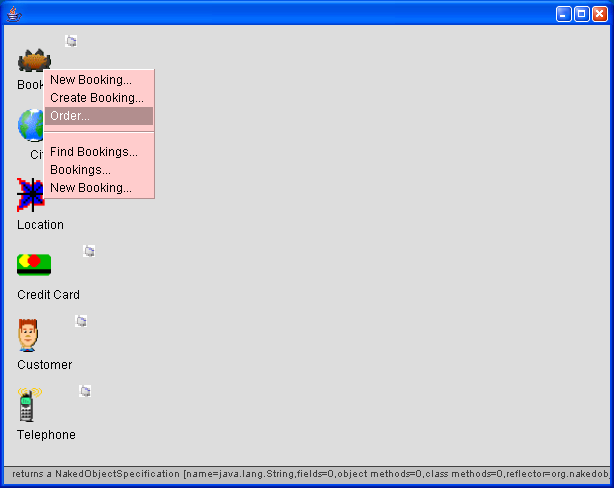 Book
New Booking...
Create Booking...
Order...
Ci
Find Bookings...
Bookings...
New Booking...
Location
Credit Card
Customer
Telephone
returns a NakedObjectSpecification [name=java.lang.String,fields=0,object methods=0,class methods=0,reflector=org.nakedob